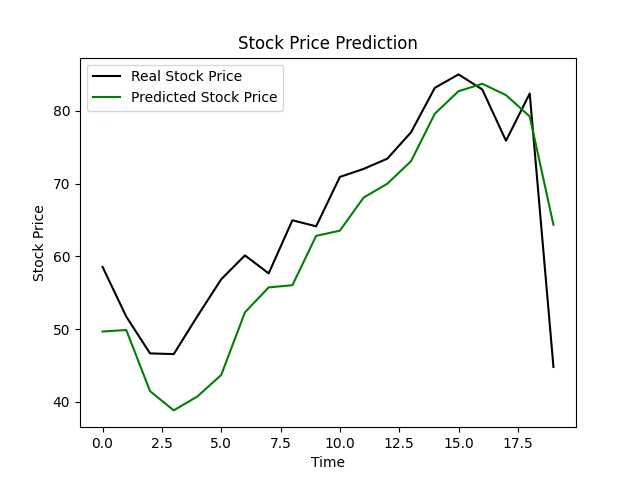 Stock Price Prediction
Real Stock Price
Predicted Stock Price
80
70
60
50
40
Stock Price
0.0 2.5 5.0 7.5 10.0 12.5 15.0 17.5
Time